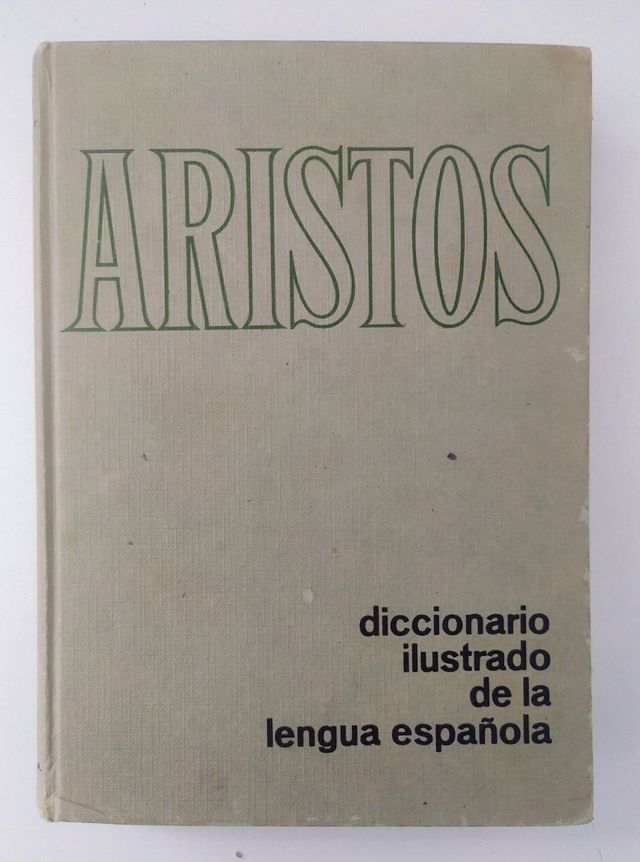 ARISTOS
diccionario
ilustrado
de la
lengua española